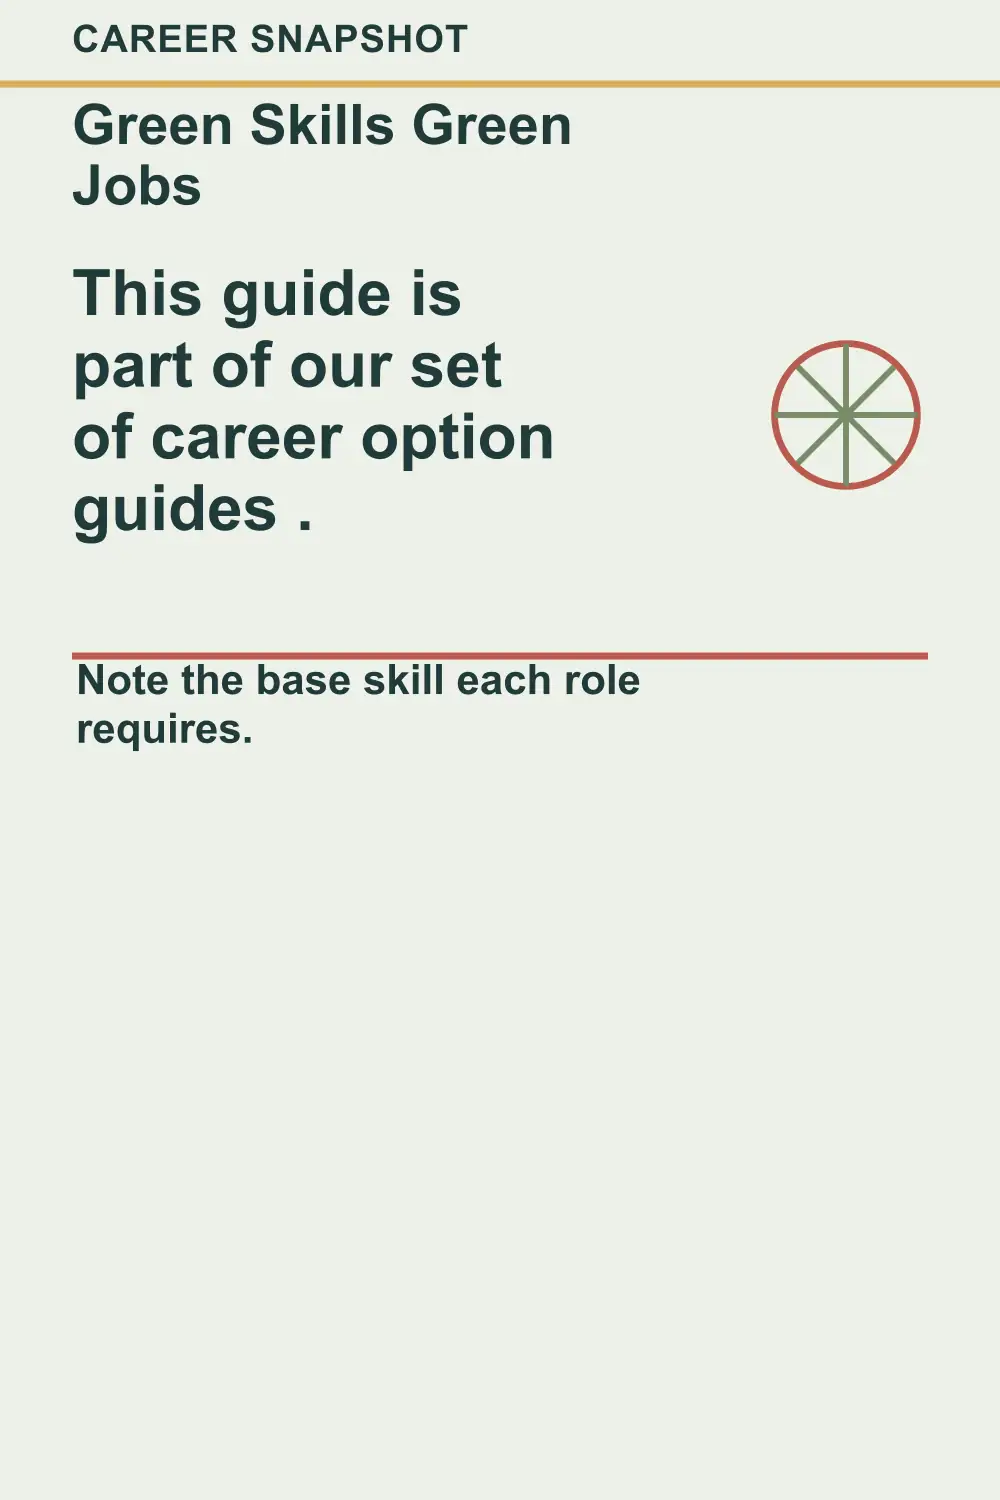 CAREER SNAPSHOT
Green Skills Green
Jobs
This guide is
part of our set
of career option
guides .
Note the base skill each role
requires.